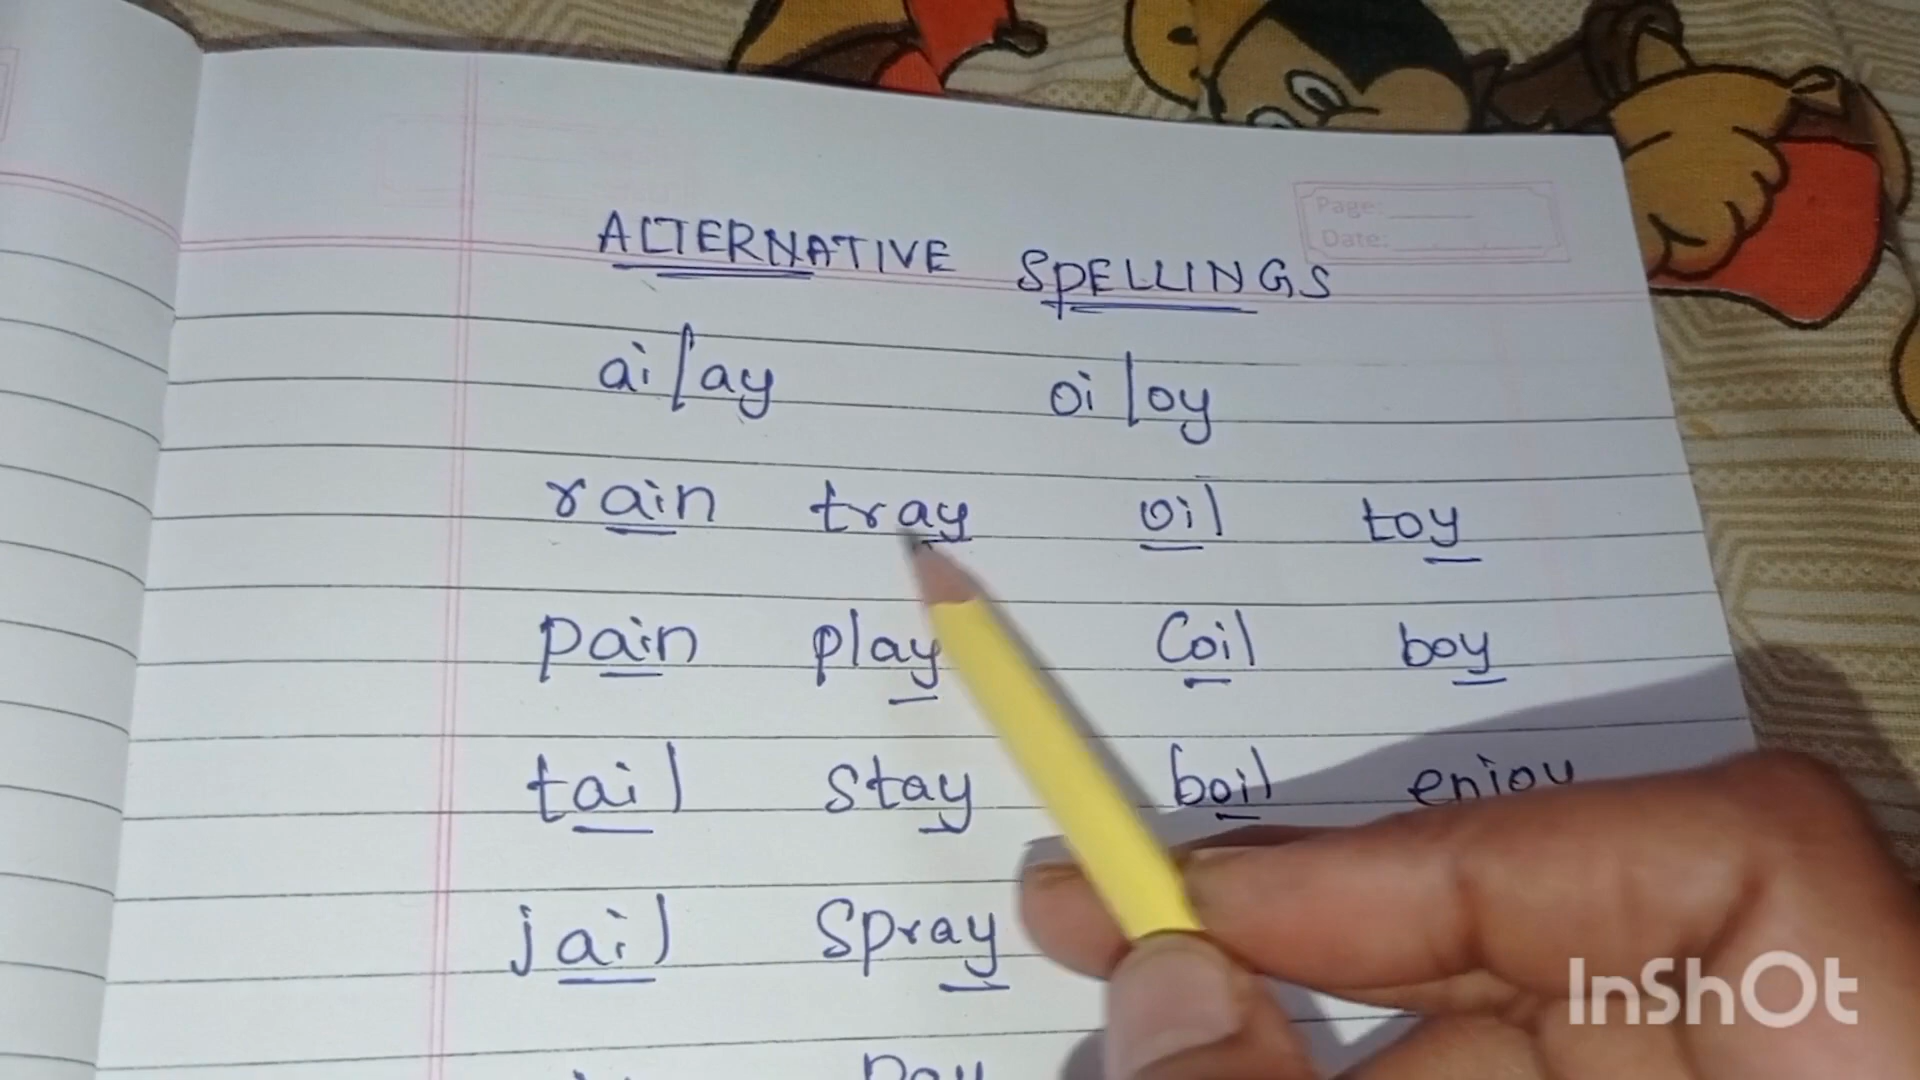 Page:
Date:
ALTERNATIVE SPELLINGS
ai/ay oi/oy
rain tray oil toy
pain play Coil boy
tail stay boil enjoy
jail Spray
InShOt